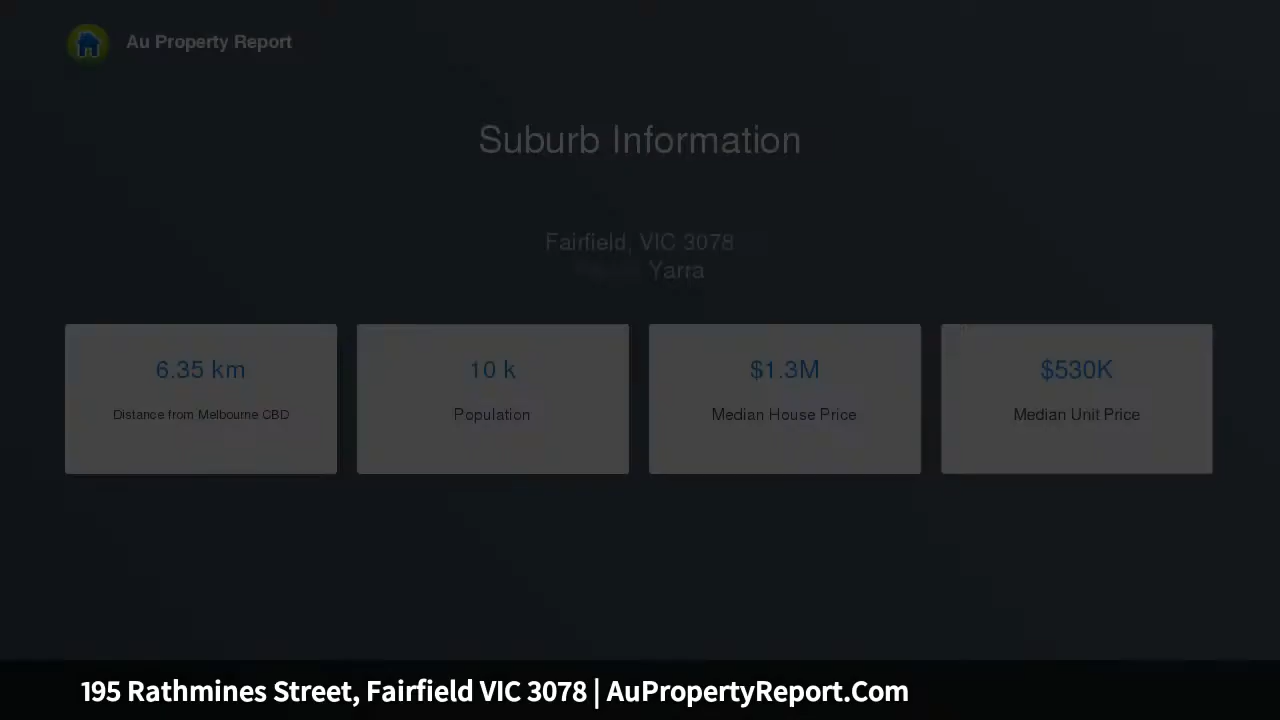 Au Property Report
Suburb Information
Fairfield, VIC 3078
Yarra
6.35 km
Distance from Melbourne CBD
10 k
Population
$1.3M
Median House Price
$530K
Median Unit Price
195 Rathmines Street, Fairfield VIC 3078 | AuPropertyReport.Com